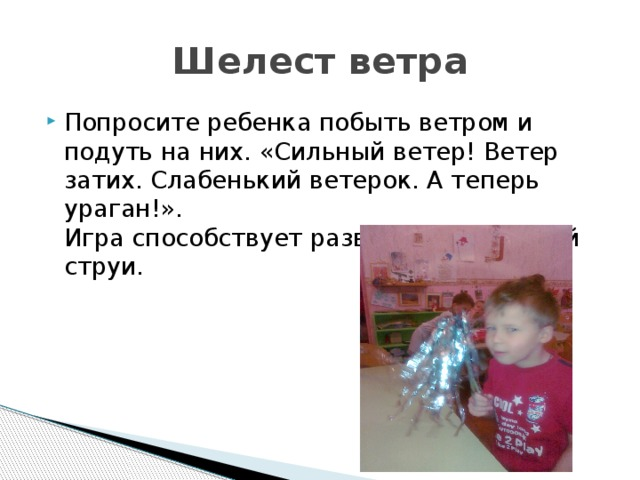 Шелест ветра
Попросите ребенка побыть ветром и
подуть на них. «Сильный ветер! Ветер
затих. Слабенький ветерок. А теперь
ураган!».
Игра способствует
струи.